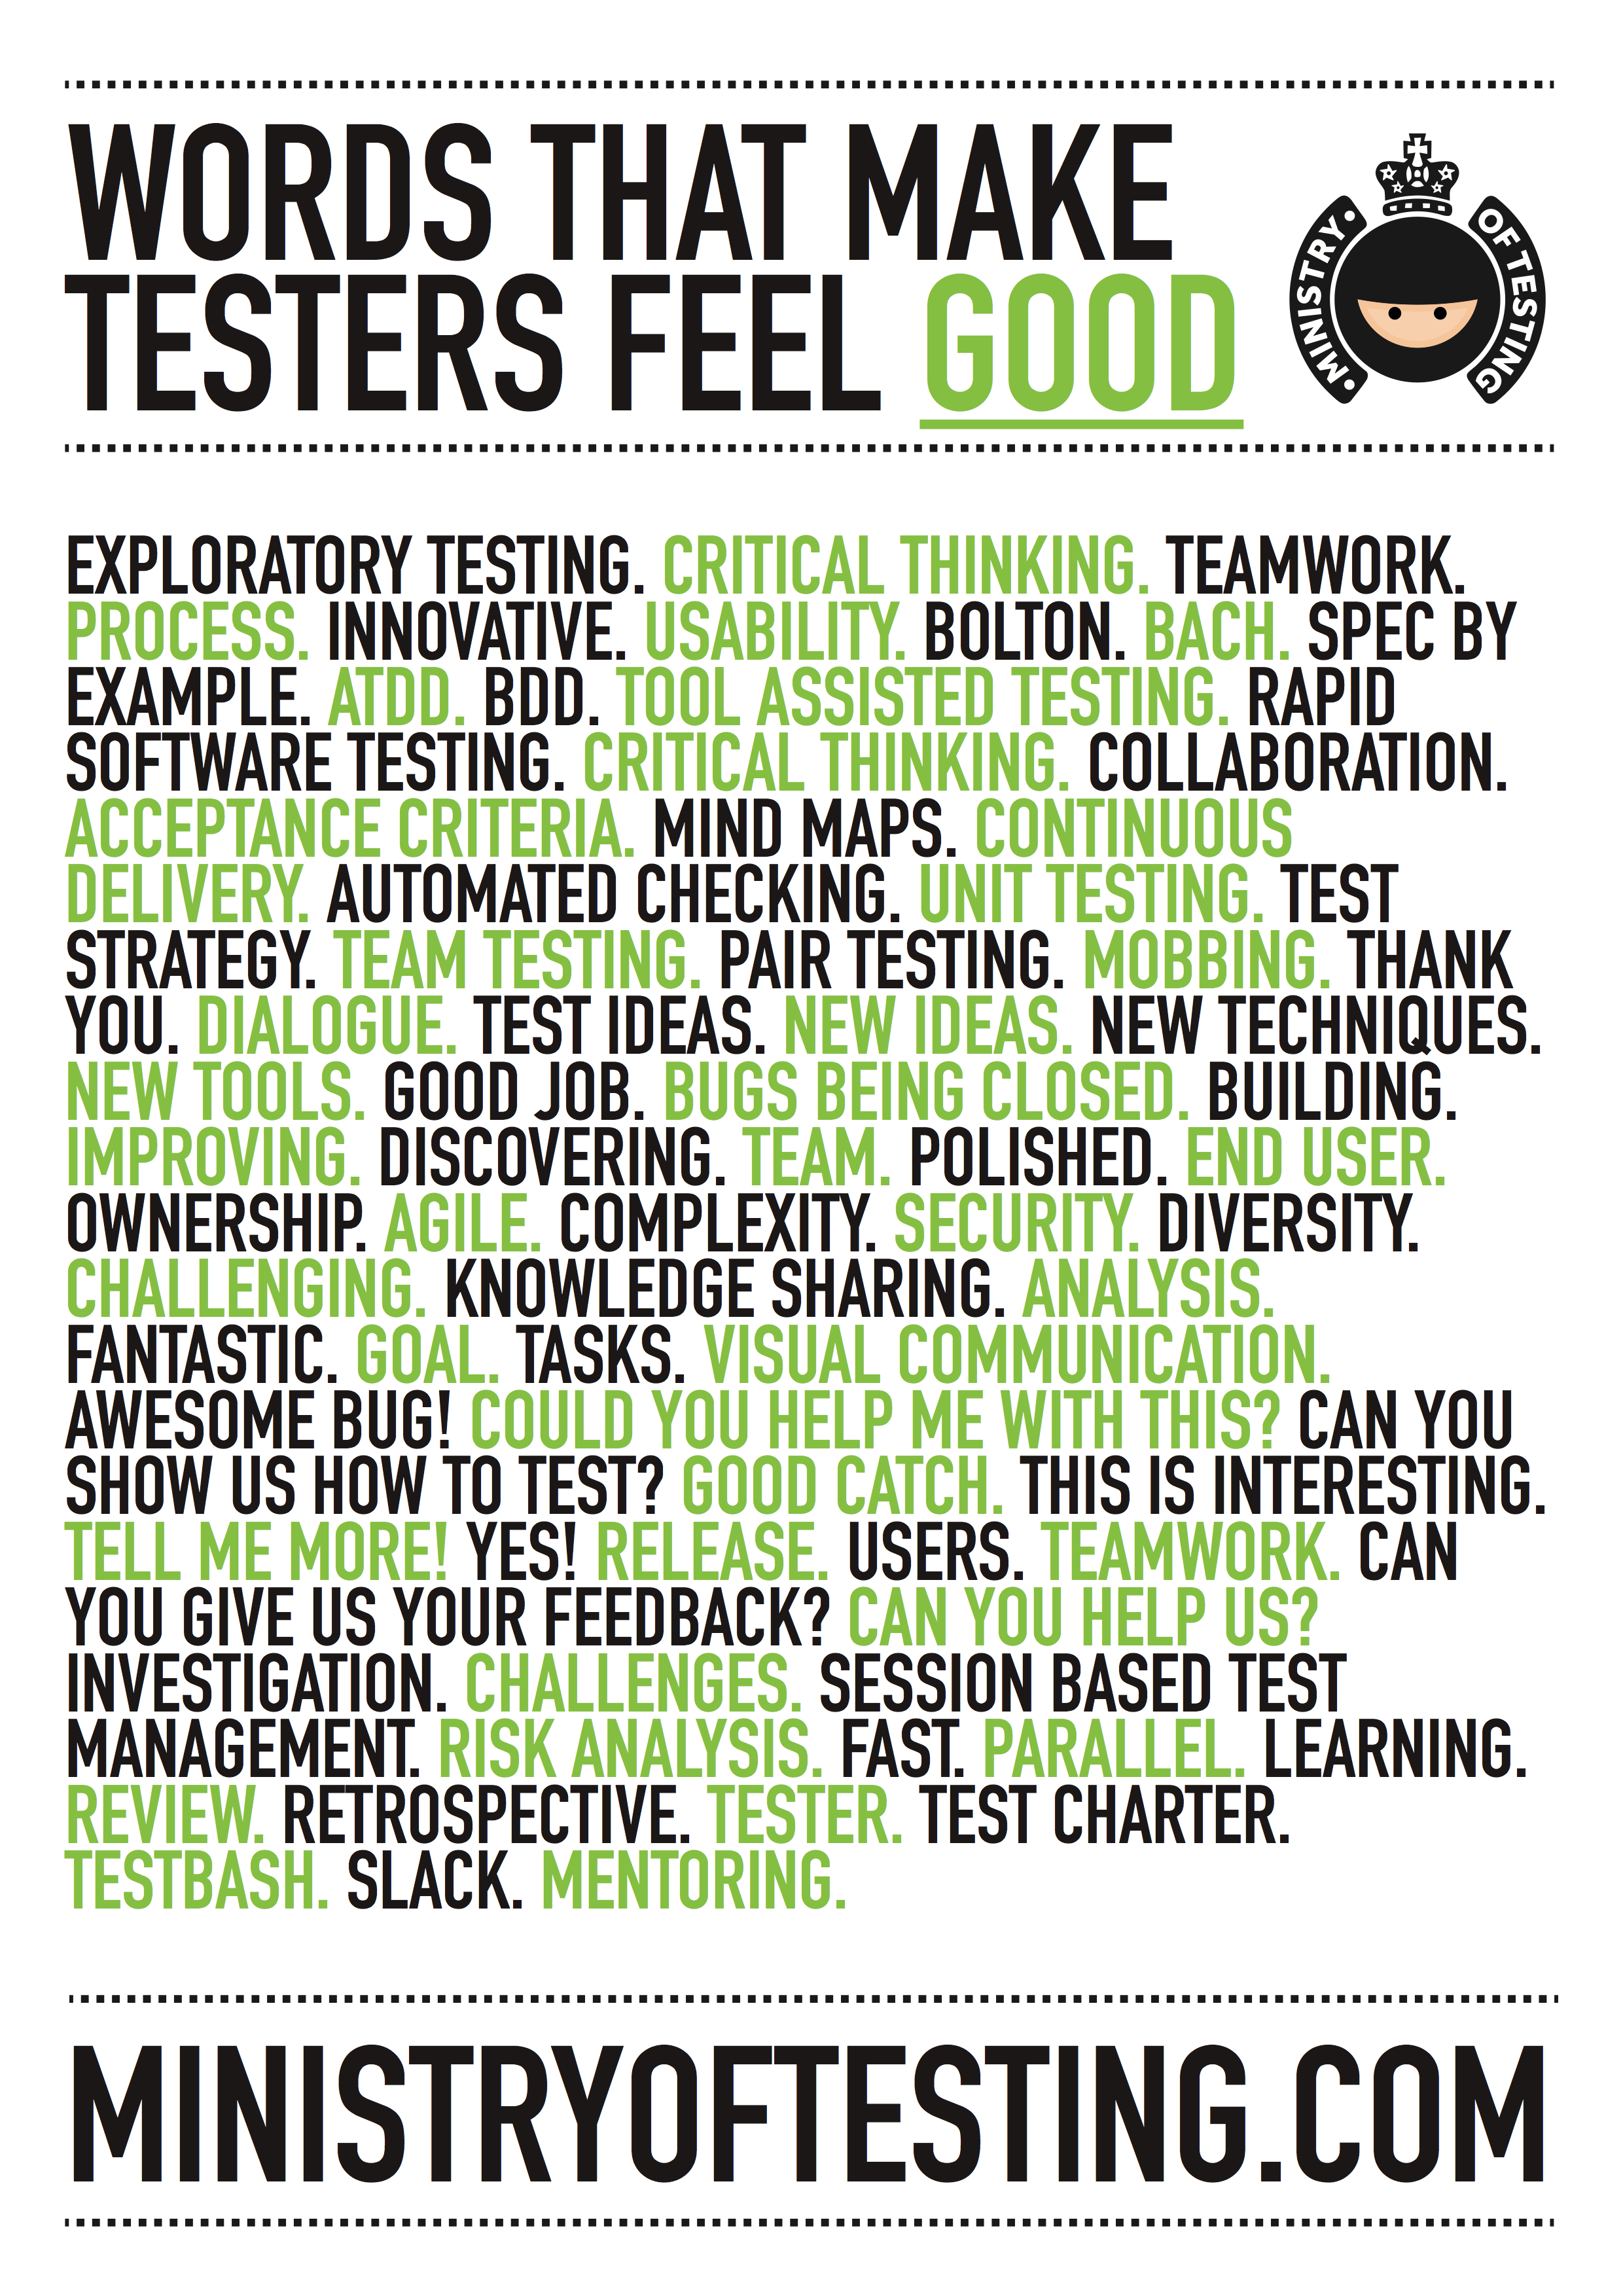 WORDS THAT MAKE
TESTERS FEEL GOOD
• MINISTRY • OF TESTING
EXPLORATORY TESTING. CRITICAL THINKING. TEAMWORK.
PROCESS. INNOVATIVE. USABILITY. BOLTON. BACH. SPEC BY
EXAMPLE. ATDD. BDD. TOOL ASSISTED TESTING. RAPID
SOFTWARE TESTING. CRITICAL THINKING. COLLABORATION.
ACCEPTANCE CRITERIA. MIND MAPS. CONTINUOUS
DELIVERY. AUTOMATED CHECKING. UNIT TESTING. TEST
STRATEGY. TEAM TESTING. PAIR TESTING. MOBBING. THANK
YOU. DIALOGUE. TEST IDEAS. NEW IDEAS. NEW TECHNIQUES.
NEW TOOLS. GOOD JOB. BUGS BEING CLOSED. BUILDING.
IMPROVING. DISCOVERING. TEAM. POLISHED. END USER.
OWNERSHIP. AGILE. COMPLEXITY. SECURITY. DIVERSITY.
CHALLENGING. KNOWLEDGE SHARING. ANALYSIS.
FANTASTIC. GOAL. TASKS. VISUAL COMMUNICATION.
AWESOME BUG! COULD YOU HELP ME WITH THIS? CAN YOU
SHOW US HOW TO TEST? GOOD CATCH. THIS IS INTERESTING.
TELL ME MORE! YES! RELEASE. USERS. TEAMWORK. CAN
YOU GIVE US YOUR FEEDBACK? CAN YOU HELP US?
INVESTIGATION. CHALLENGES. SESSION BASED TEST
MANAGEMENT. RISK ANALYSIS. FAST. PARALLEL. LEARNING.
REVIEW. RETROSPECTIVE. TESTER. TEST CHARTER.
TESTBASH. SLACK. MENTORING.
MINISTRYOFTESTING.COM